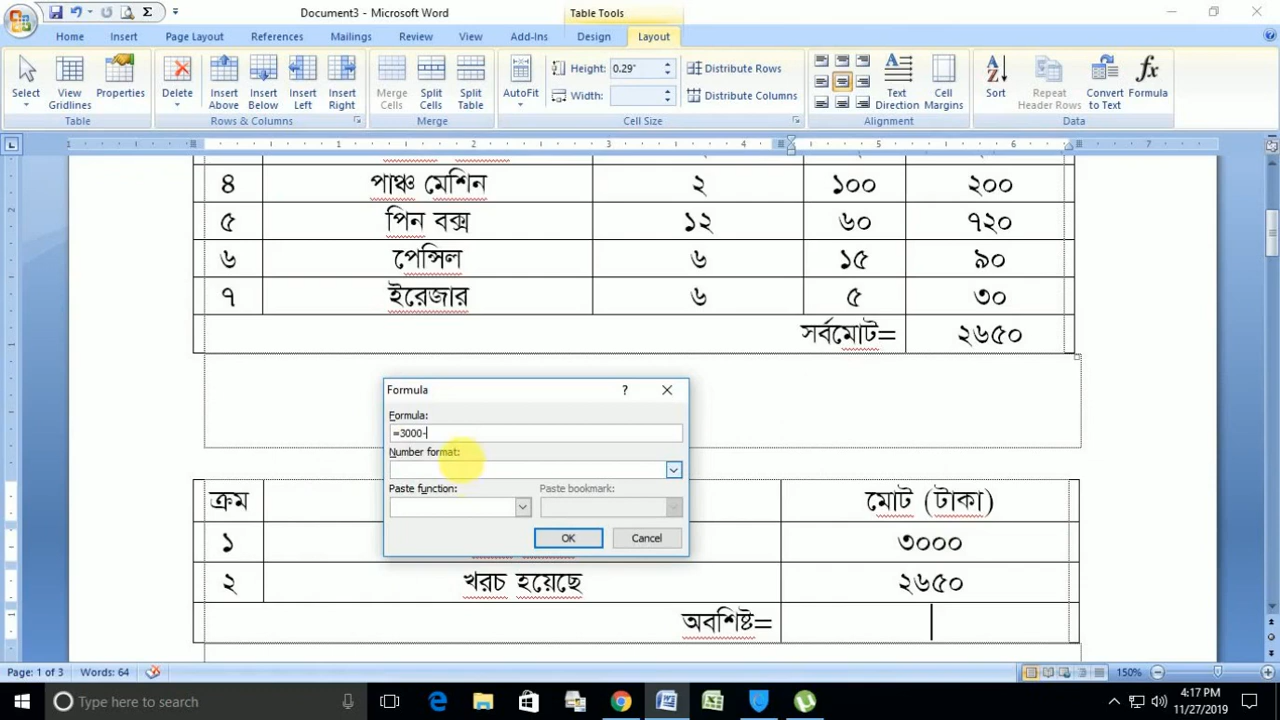 Document3 - Microsoft Word
Table Tools
Home Insert Page Layout References Mailings Review View Add-Ins Design Layout
Select View Gridlines Properties Delete Insert Above Insert Below Insert Left Insert Right Merge Cells Split Cells Split Table AutoFit Height: 0.29" Width: Distribute Rows Distribute Columns Text Direction Cell Margins Sort Repeat Header Rows Convert to Text Formula
Table Rows & Columns Merge Cell Size Alignment Data
৪ পাঞ্চ মেশিন ২ ১০০ ২০০
৫ পিন বক্স ১২ ৬০ ৭২০
৬ পেন্সিল ৬ ১৫ ৯০
৭ ইরেজার ৬ ৫ ৩০
সর্বমোট= ২৬৫০
Formula
Formula:
=3000-
Number format:
Paste function: Paste bookmark:
OK Cancel
ক্রম মোট (টাকা)
১ ৩০০০
২ খরচ হয়েছে ২৬৫০
অবশিষ্ট=
Page: 1 of 3 Words: 64 150%
Type here to search
4:17 PM
11/27/2019